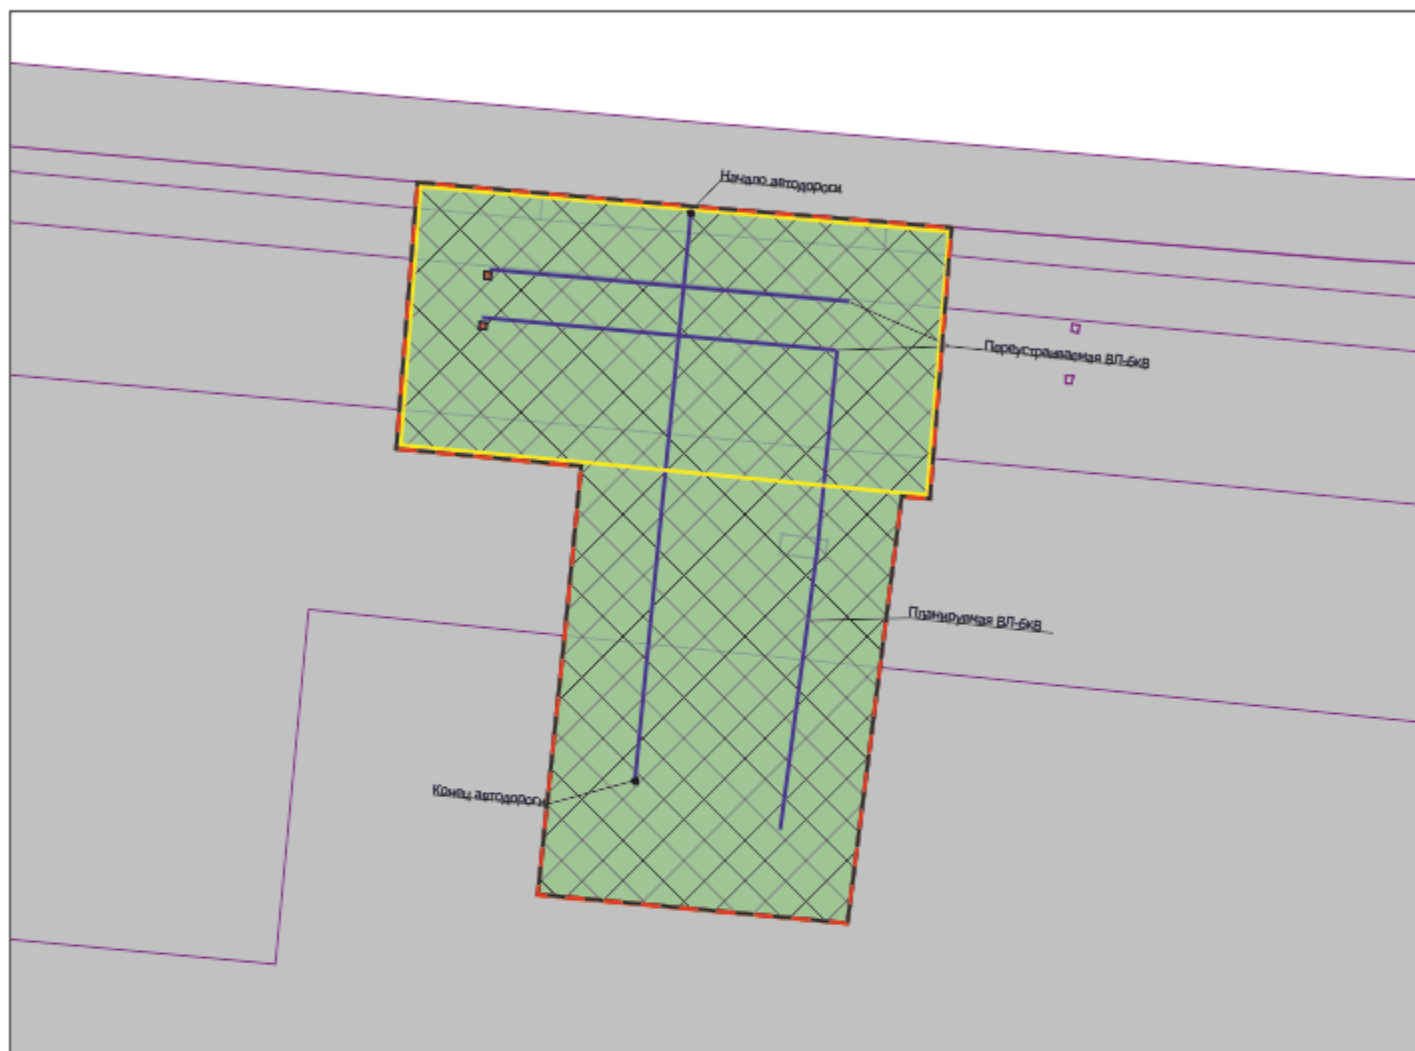 Начало автодороги
Переустраиваемая ВЛ-6кВ
Планируемая ВЛ-6кВ
Конец автодороги